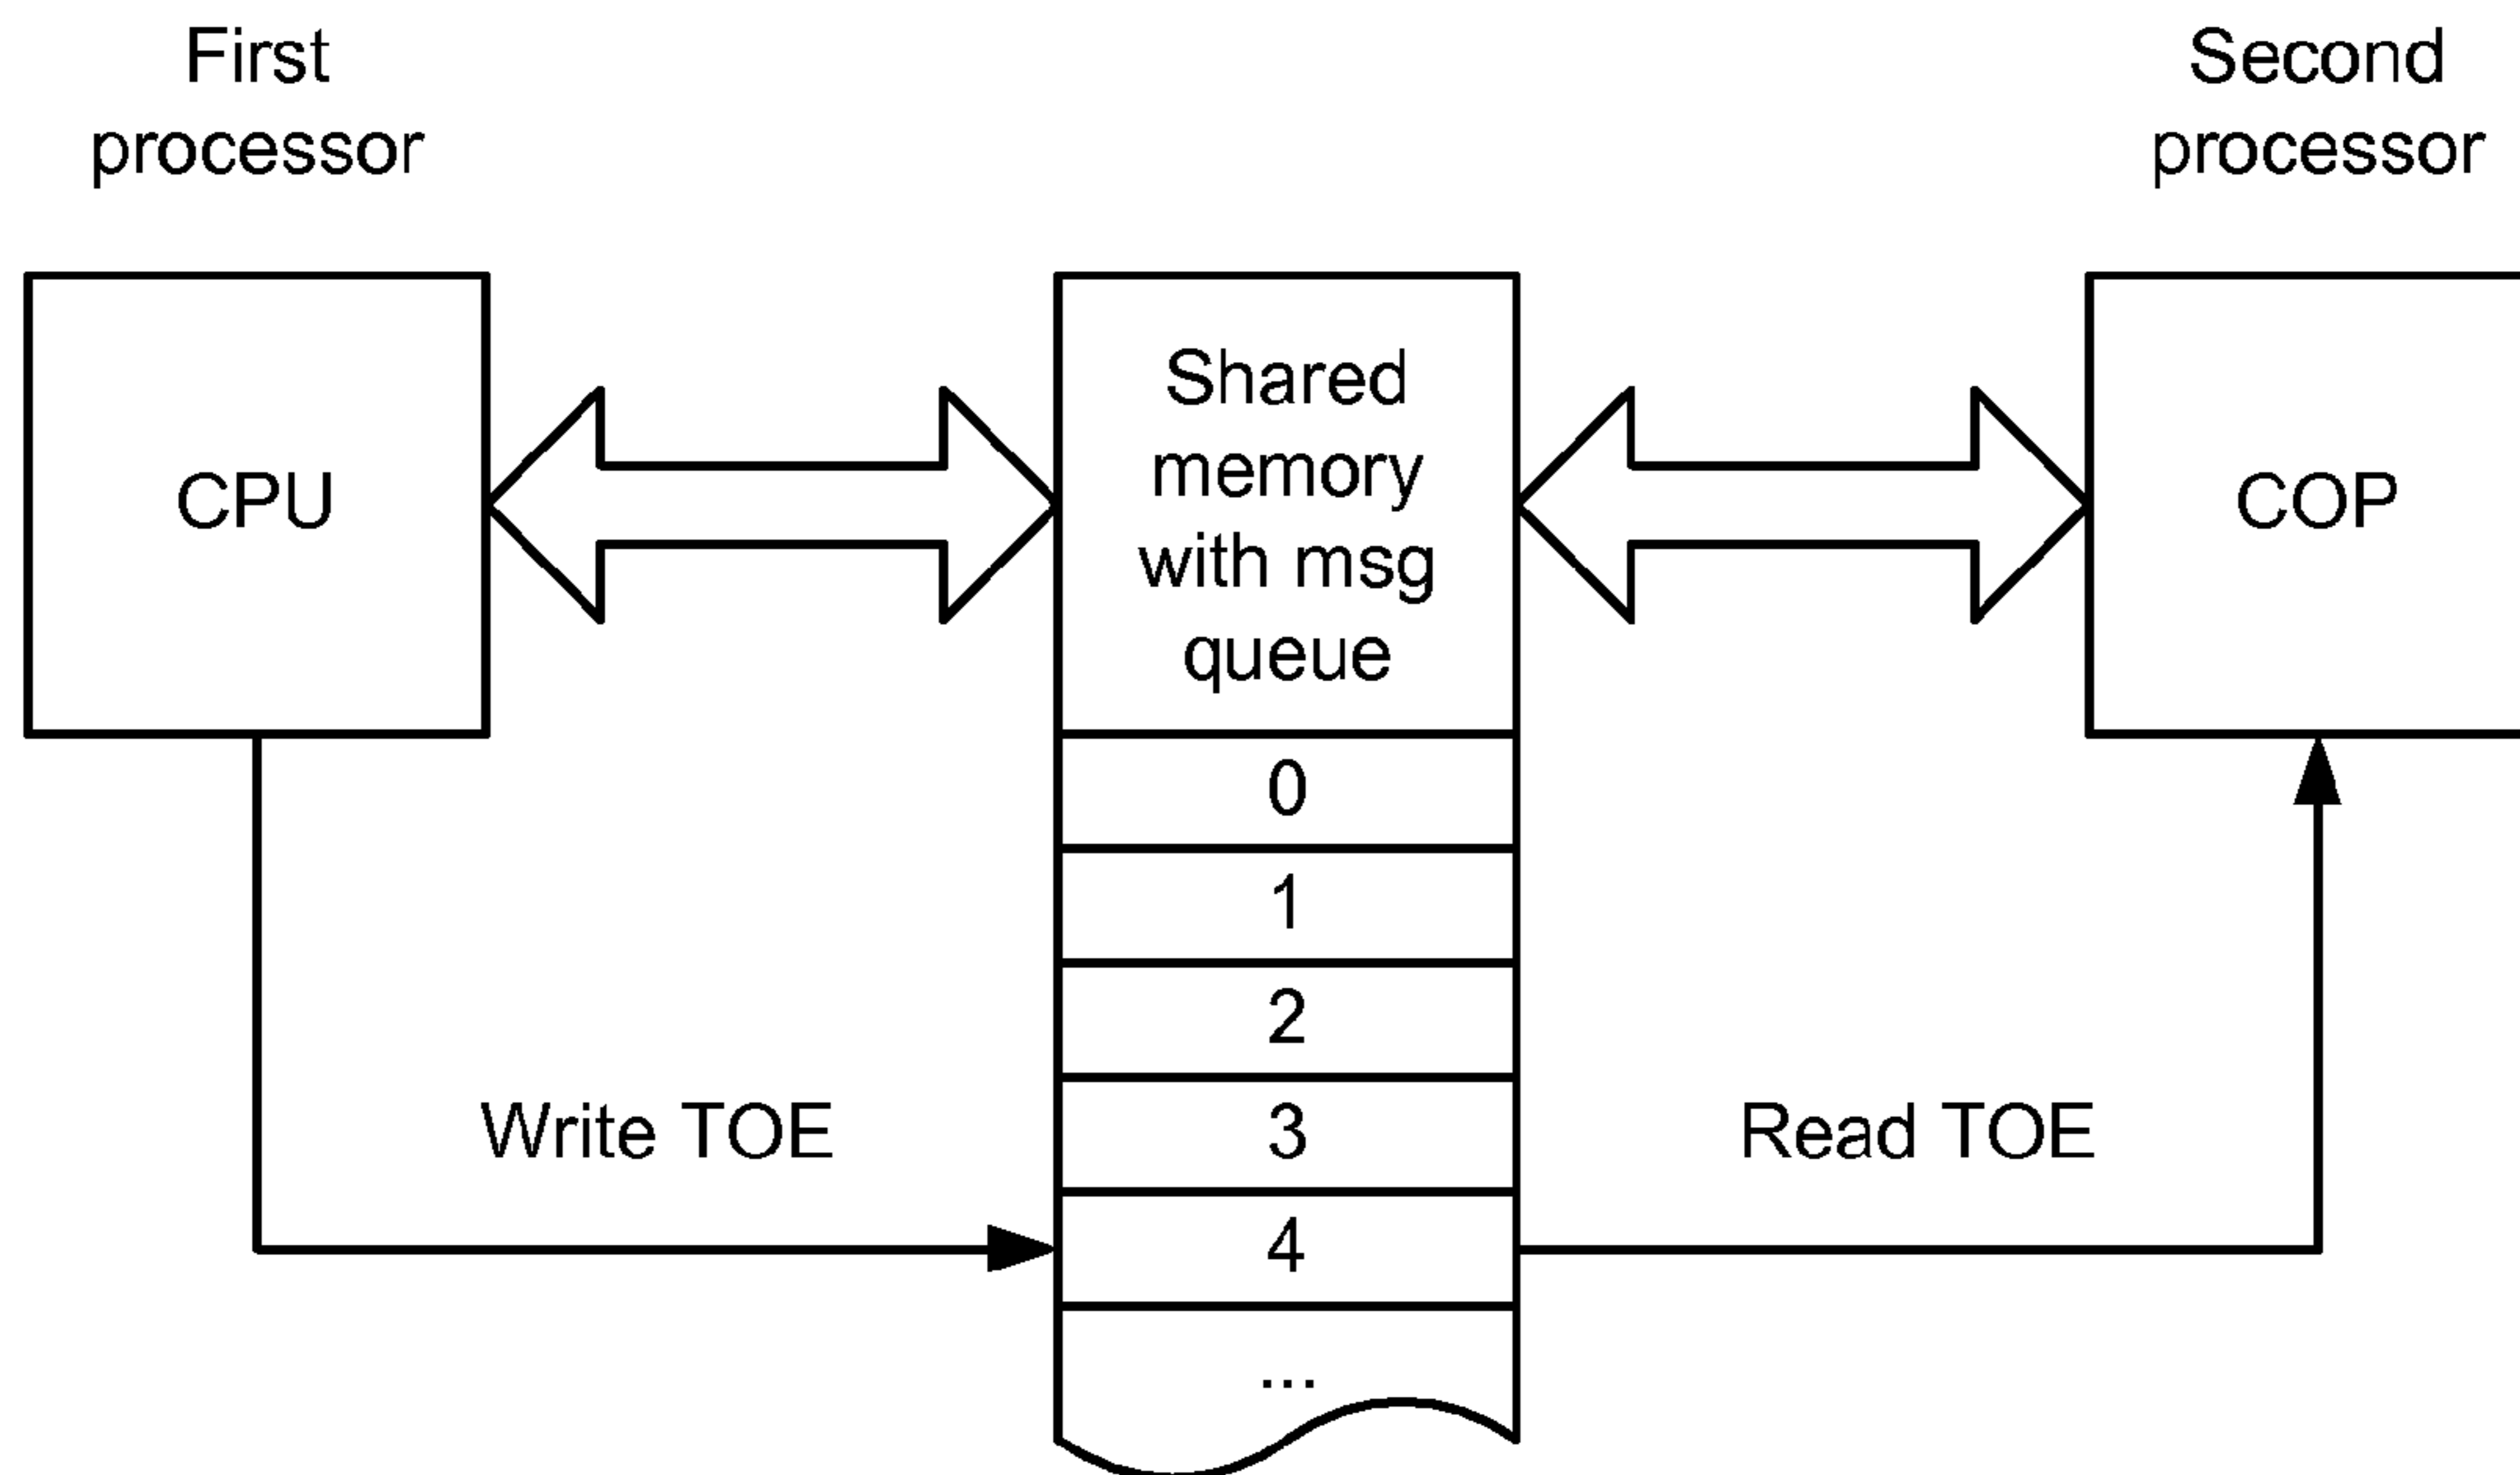 First
processor
Second
processor
CPU
Shared
memory
with msg
queue
COP
0
1
2
3
4
...
Write TOE
Read TOE